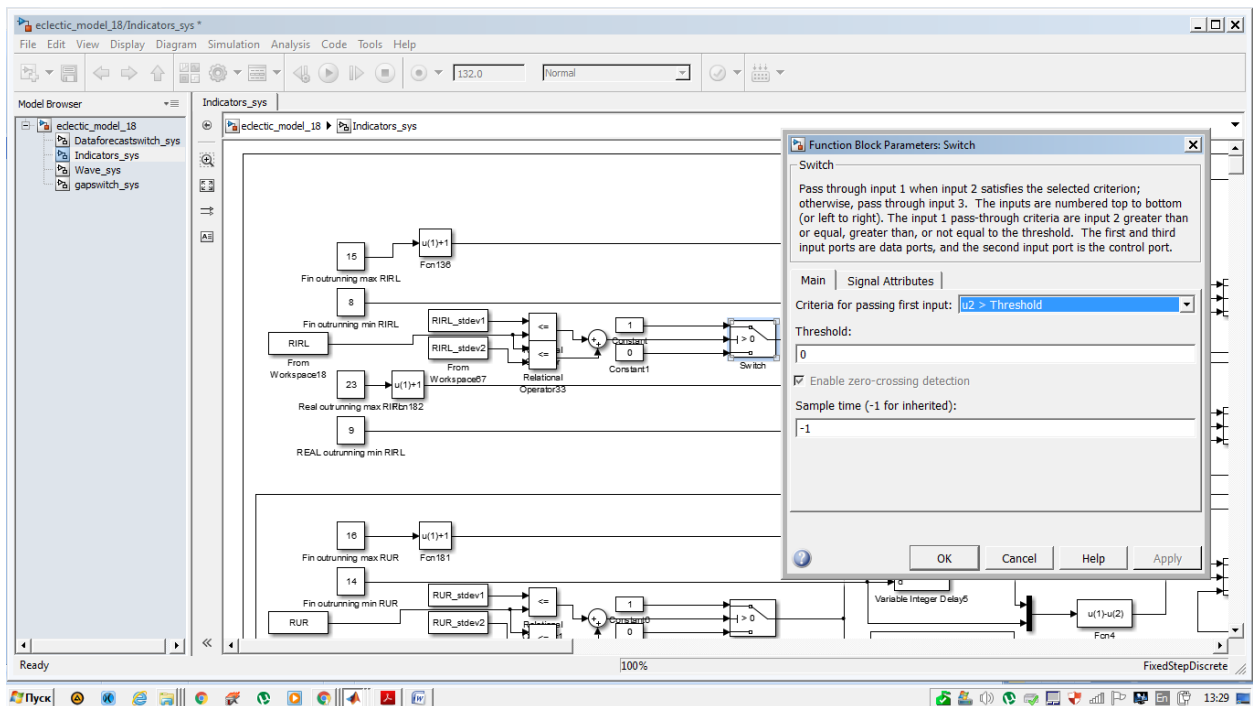 eclectic_model_18/Indicators_sys *
File Edit View Display Diagram Simulation Analysis Code Tools Help
132.0
Normal
Model Browser
Indicators_sys
eclectic_model_18
Dataforecastswitch_sys
Indicators_sys
Wave_sys
gapswitch_sys
eclectic_model_18 Indicators_sys
15
u(1)+1
Fcn136
Fin outrunning max RIRL
8
Fin outrunning min RIRL
RIRL
From
Workspace18
RIRL_stdev1
RIRL_stdev2
From
Workspace67
<=
<=
Relational
Operator33
1
Constant
0
Constant1
> 0
Switch
23
u(1)+1
Real outrunning max RIRL
Fcn182
9
REAL outrunning min RIRL
16
u(1)+1
Fin outrunning max RUR
Fcn181
14
Fin outrunning min RUR
RUR
RUR_stdev1
RUR_stdev2
<=
<=
1
0
> 0
d
Variable Integer Delay5
u(1)-u(2)
Fcn4
Function Block Parameters: Switch
Switch
Pass through input 1 when input 2 satisfies the selected criterion;
otherwise, pass through input 3. The inputs are numbered top to bottom
(or left to right). The input 1 pass-through criteria are input 2 greater than
or equal, greater than, or not equal to the threshold. The first and third
input ports are data ports, and the second input port is the control port.
Main
Signal Attributes
Criteria for passing first input: u2 > Threshold
Threshold:
0
Enable zero-crossing detection
Sample time (-1 for inherited):
-1
OK
Cancel
Help
Apply
Ready
100%
FixedStepDiscrete
Пуск
13:29